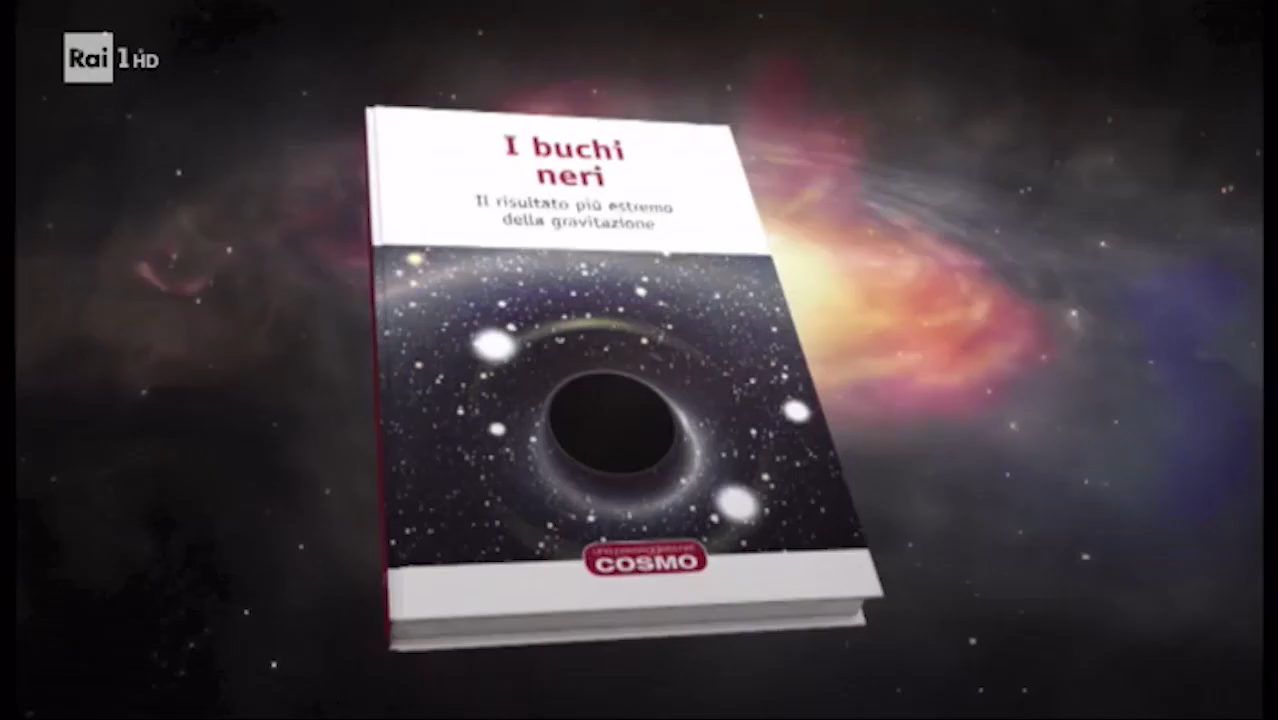 Rai 1 HD
I buchi
neri
Il risultato più estremo
della gravitazione
COSMO